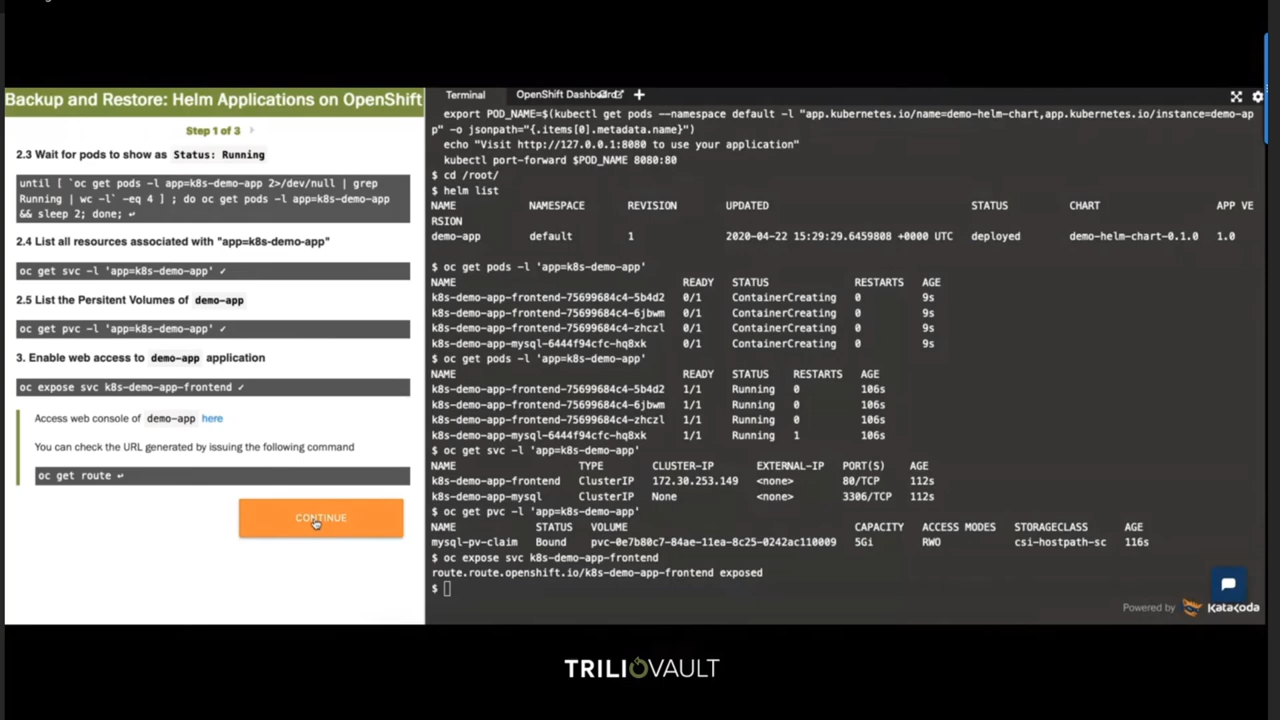 Backup and Restore: Helm Applications on OpenShift
Step 1 of 3
2.3 Wait for pods to show as Status: Running
until [ `oc get pods -l app=k8s-demo-app 2>/dev/null | grep
Running | wc -l` -eq 4 ] ; do oc get pods -l app=k8s-demo-app
&& sleep 2; done; ↵
2.4 List all resources associated with "app=k8s-demo-app"
oc get svc -l 'app=k8s-demo-app' ✓
2.5 List the Persitent Volumes of demo-app
oc get pvc -l 'app=k8s-demo-app' ✓
3. Enable web access to demo-app application
oc expose svc k8s-demo-app-frontend ✓
Access web console of demo-app here
You can check the URL generated by issuing the following command
oc get route ↵
CONTINUE
Terminal OpenShift Dashboard +
export POD_NAME=$(kubectl get pods --namespace default -l "app.kubernetes.io/name=demo-helm-chart,app.kubernetes.io/instance=demo-ap
p" -o jsonpath="{.items[0].metadata.name}")
echo "Visit http://127.0.0.1:8080 to use your application"
kubectl port-forward $POD_NAME 8080:80
$ cd /root/
$ helm list
NAME NAMESPACE REVISION UPDATED STATUS CHART APP VE
RSION
demo-app default 1 2020-04-22 15:29:29.6459808 +0000 UTC deployed demo-helm-chart-0.1.0 1.0
$ oc get pods -l 'app=k8s-demo-app'
NAME READY STATUS RESTARTS AGE
k8s-demo-app-frontend-75699684c4-5b4d2 0/1 ContainerCreating 0 9s
k8s-demo-app-frontend-75699684c4-6jbwm 0/1 ContainerCreating 0 9s
k8s-demo-app-frontend-75699684c4-zhczl 0/1 ContainerCreating 0 9s
k8s-demo-app-mysql-6444f94cfc-hq8xk 0/1 ContainerCreating 0 9s
$ oc get pods -l 'app=k8s-demo-app'
NAME READY STATUS RESTARTS AGE
k8s-demo-app-frontend-75699684c4-5b4d2 1/1 Running 0 106s
k8s-demo-app-frontend-75699684c4-6jbwm 1/1 Running 0 106s
k8s-demo-app-frontend-75699684c4-zhczl 1/1 Running 0 106s
k8s-demo-app-mysql-6444f94cfc-hq8xk 1/1 Running 1 106s
$ oc get svc -l 'app=k8s-demo-app'
NAME TYPE CLUSTER-IP EXTERNAL-IP PORT(S) AGE
k8s-demo-app-frontend ClusterIP 172.30.253.149 <none> 80/TCP 112s
k8s-demo-app-mysql ClusterIP None <none> 3306/TCP 112s
$ oc get pvc -l 'app=k8s-demo-app'
NAME STATUS VOLUME CAPACITY ACCESS MODES STORAGECLASS AGE
mysql-pv-claim Bound pvc-0e7b80c7-84ae-11ea-8c25-0242ac110009 5Gi RWO csi-hostpath-sc 116s
$ oc expose svc k8s-demo-app-frontend
route.route.openshift.io/k8s-demo-app-frontend exposed
$
Powered by Katacoda
TRILIOVAULT